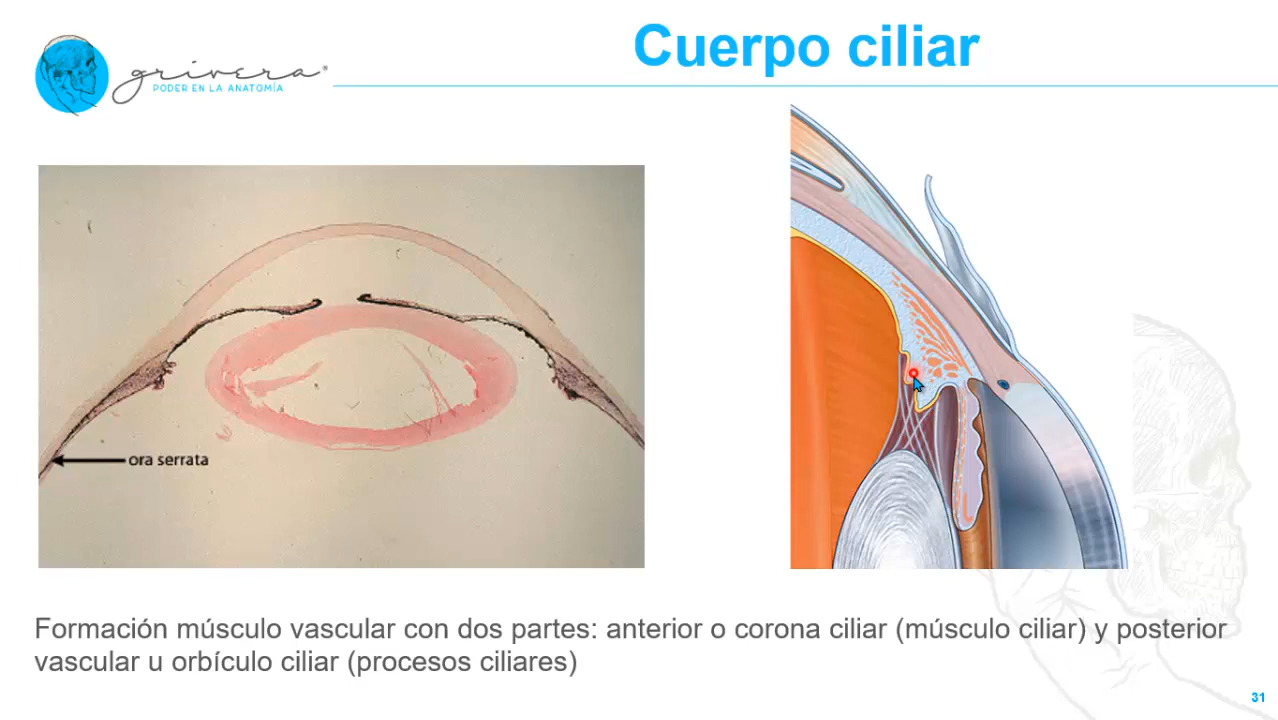 Cuerpo ciliar
grivera®
PODER EN LA ANATOMÍA
ora serrata
Formación músculo vascular con dos partes: anterior o corona ciliar (músculo ciliar) y posterior
vascular u orbículo ciliar (procesos ciliares)
31